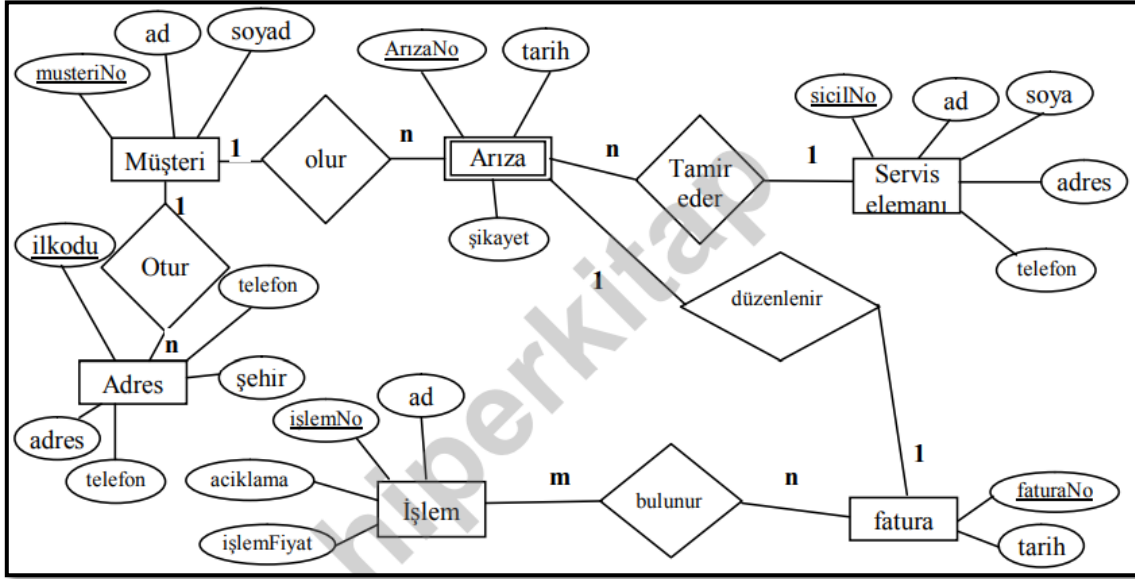 ad
soyad
musteriNo
ArızaNo
tarih
sicilNo
ad
soya
Müşteri
1
olur
n
Arıza
n
Tamir
eder
1
Servis
elemanı
adres
şikayet
telefon
1
ilkodu
Otur
telefon
n
1
düzenlenir
Adres
şehir
adres
telefon
işlemNo
ad
aciklama
İşlem
işlemFiyat
m
bulunur
n
1
fatura
faturaNo
tarih
hiperkitap